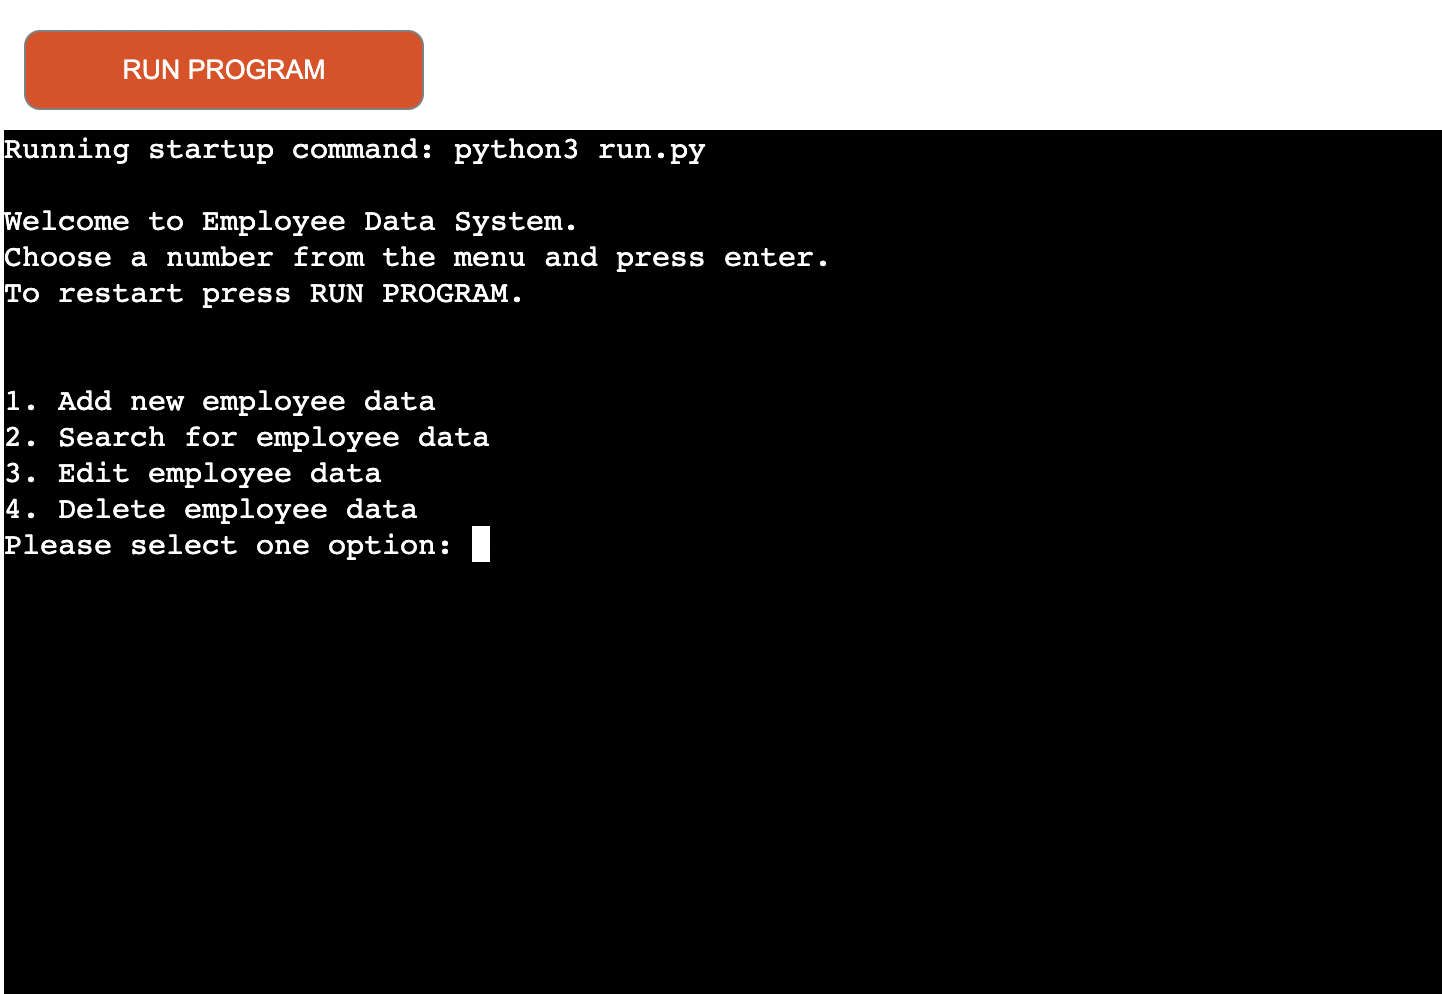 RUN PROGRAM
Running startup command: python3 run.py
Welcome to Employee Data System.
Choose a number from the menu and press enter.
To restart press RUN PROGRAM.
1. Add new employee data
2. Search for employee data
3. Edit employee data
4. Delete employee data
Please select one option: